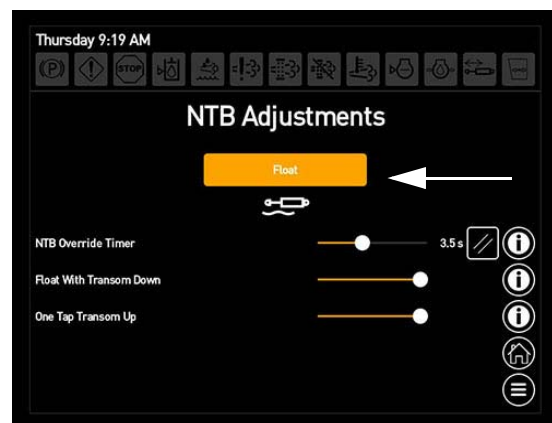 Thursday 9:19 AM
(P)
STOP
NTB Adjustments
Float
NTB Override Timer
3.5 s
Float With Transom Down
One Tap Transom Up